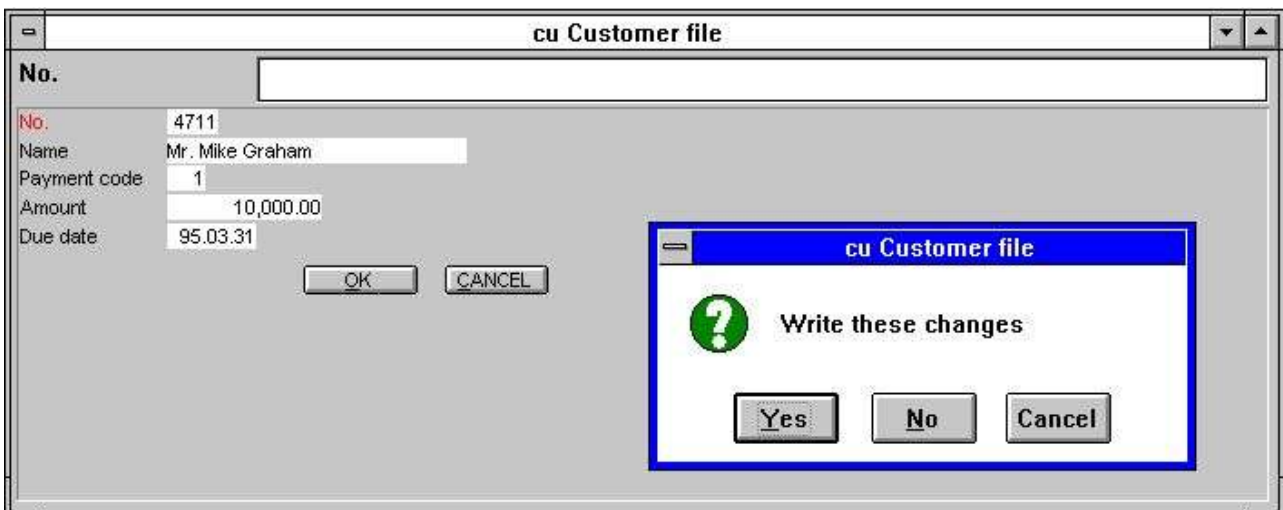 cu Customer file
No.
No. 4711
Name Mr. Mike Graham
Payment code 1
Amount 10,000.00
Due date 95.03.31
OK CANCEL
cu Customer file
? Write these changes
Yes No Cancel